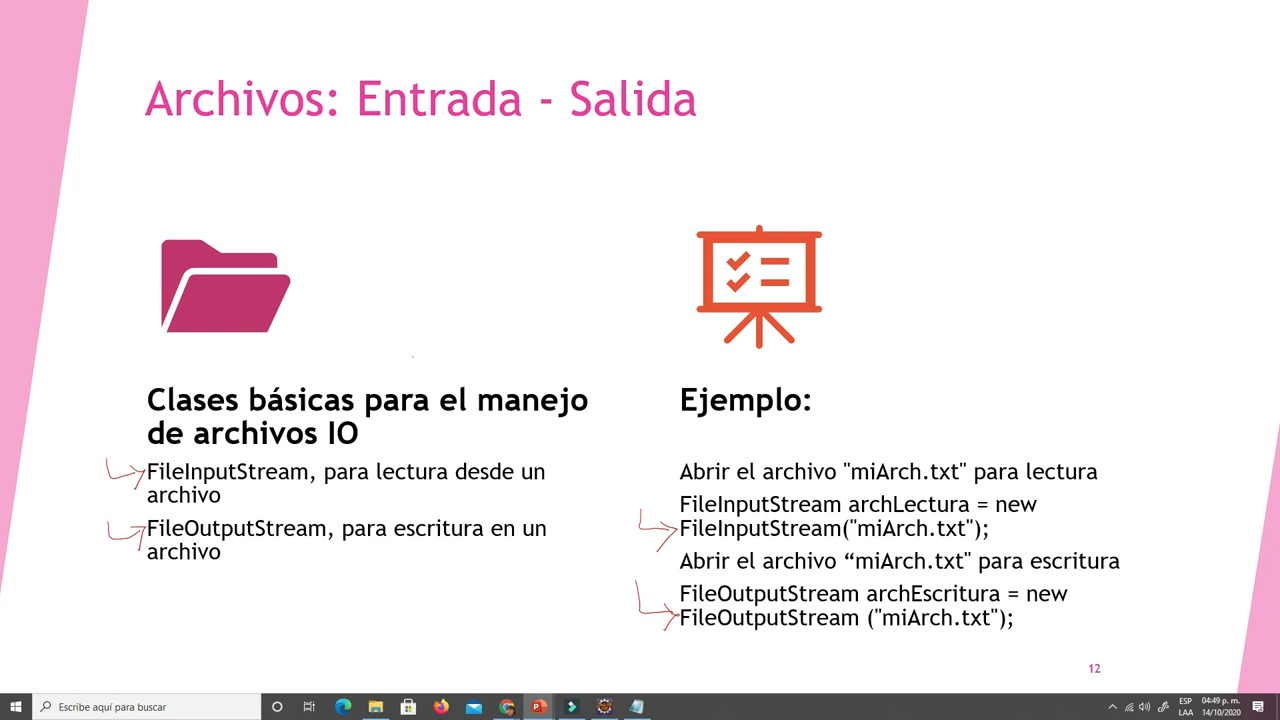 Archivos: Entrada - Salida
Clases básicas para el manejo
de archivos IO
FileInputStream, para lectura desde un
archivo
FileOutputStream, para escritura en un
archivo
Ejemplo:
Abrir el archivo "miArch.txt" para lectura
FileInputStream archLectura = new
FileInputStream("miArch.txt");
Abrir el archivo “miArch.txt" para escritura
FileOutputStream archEscritura = new
FileOutputStream ("miArch.txt");
12
Escribe aquí para buscar
ESP
LAA
04:49 p. m.
14/10/2020